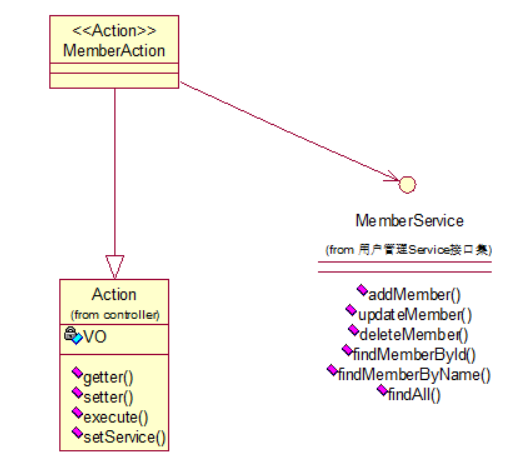 <<Action>>
MemberAction
MemberService
(from 用户管理Service接口集)
addMember()
updateMember()
deleteMember()
findMemberById()
findMemberByName()
findAll()
Action
(from controller)
VO
getter()
setter()
execute()
setService()